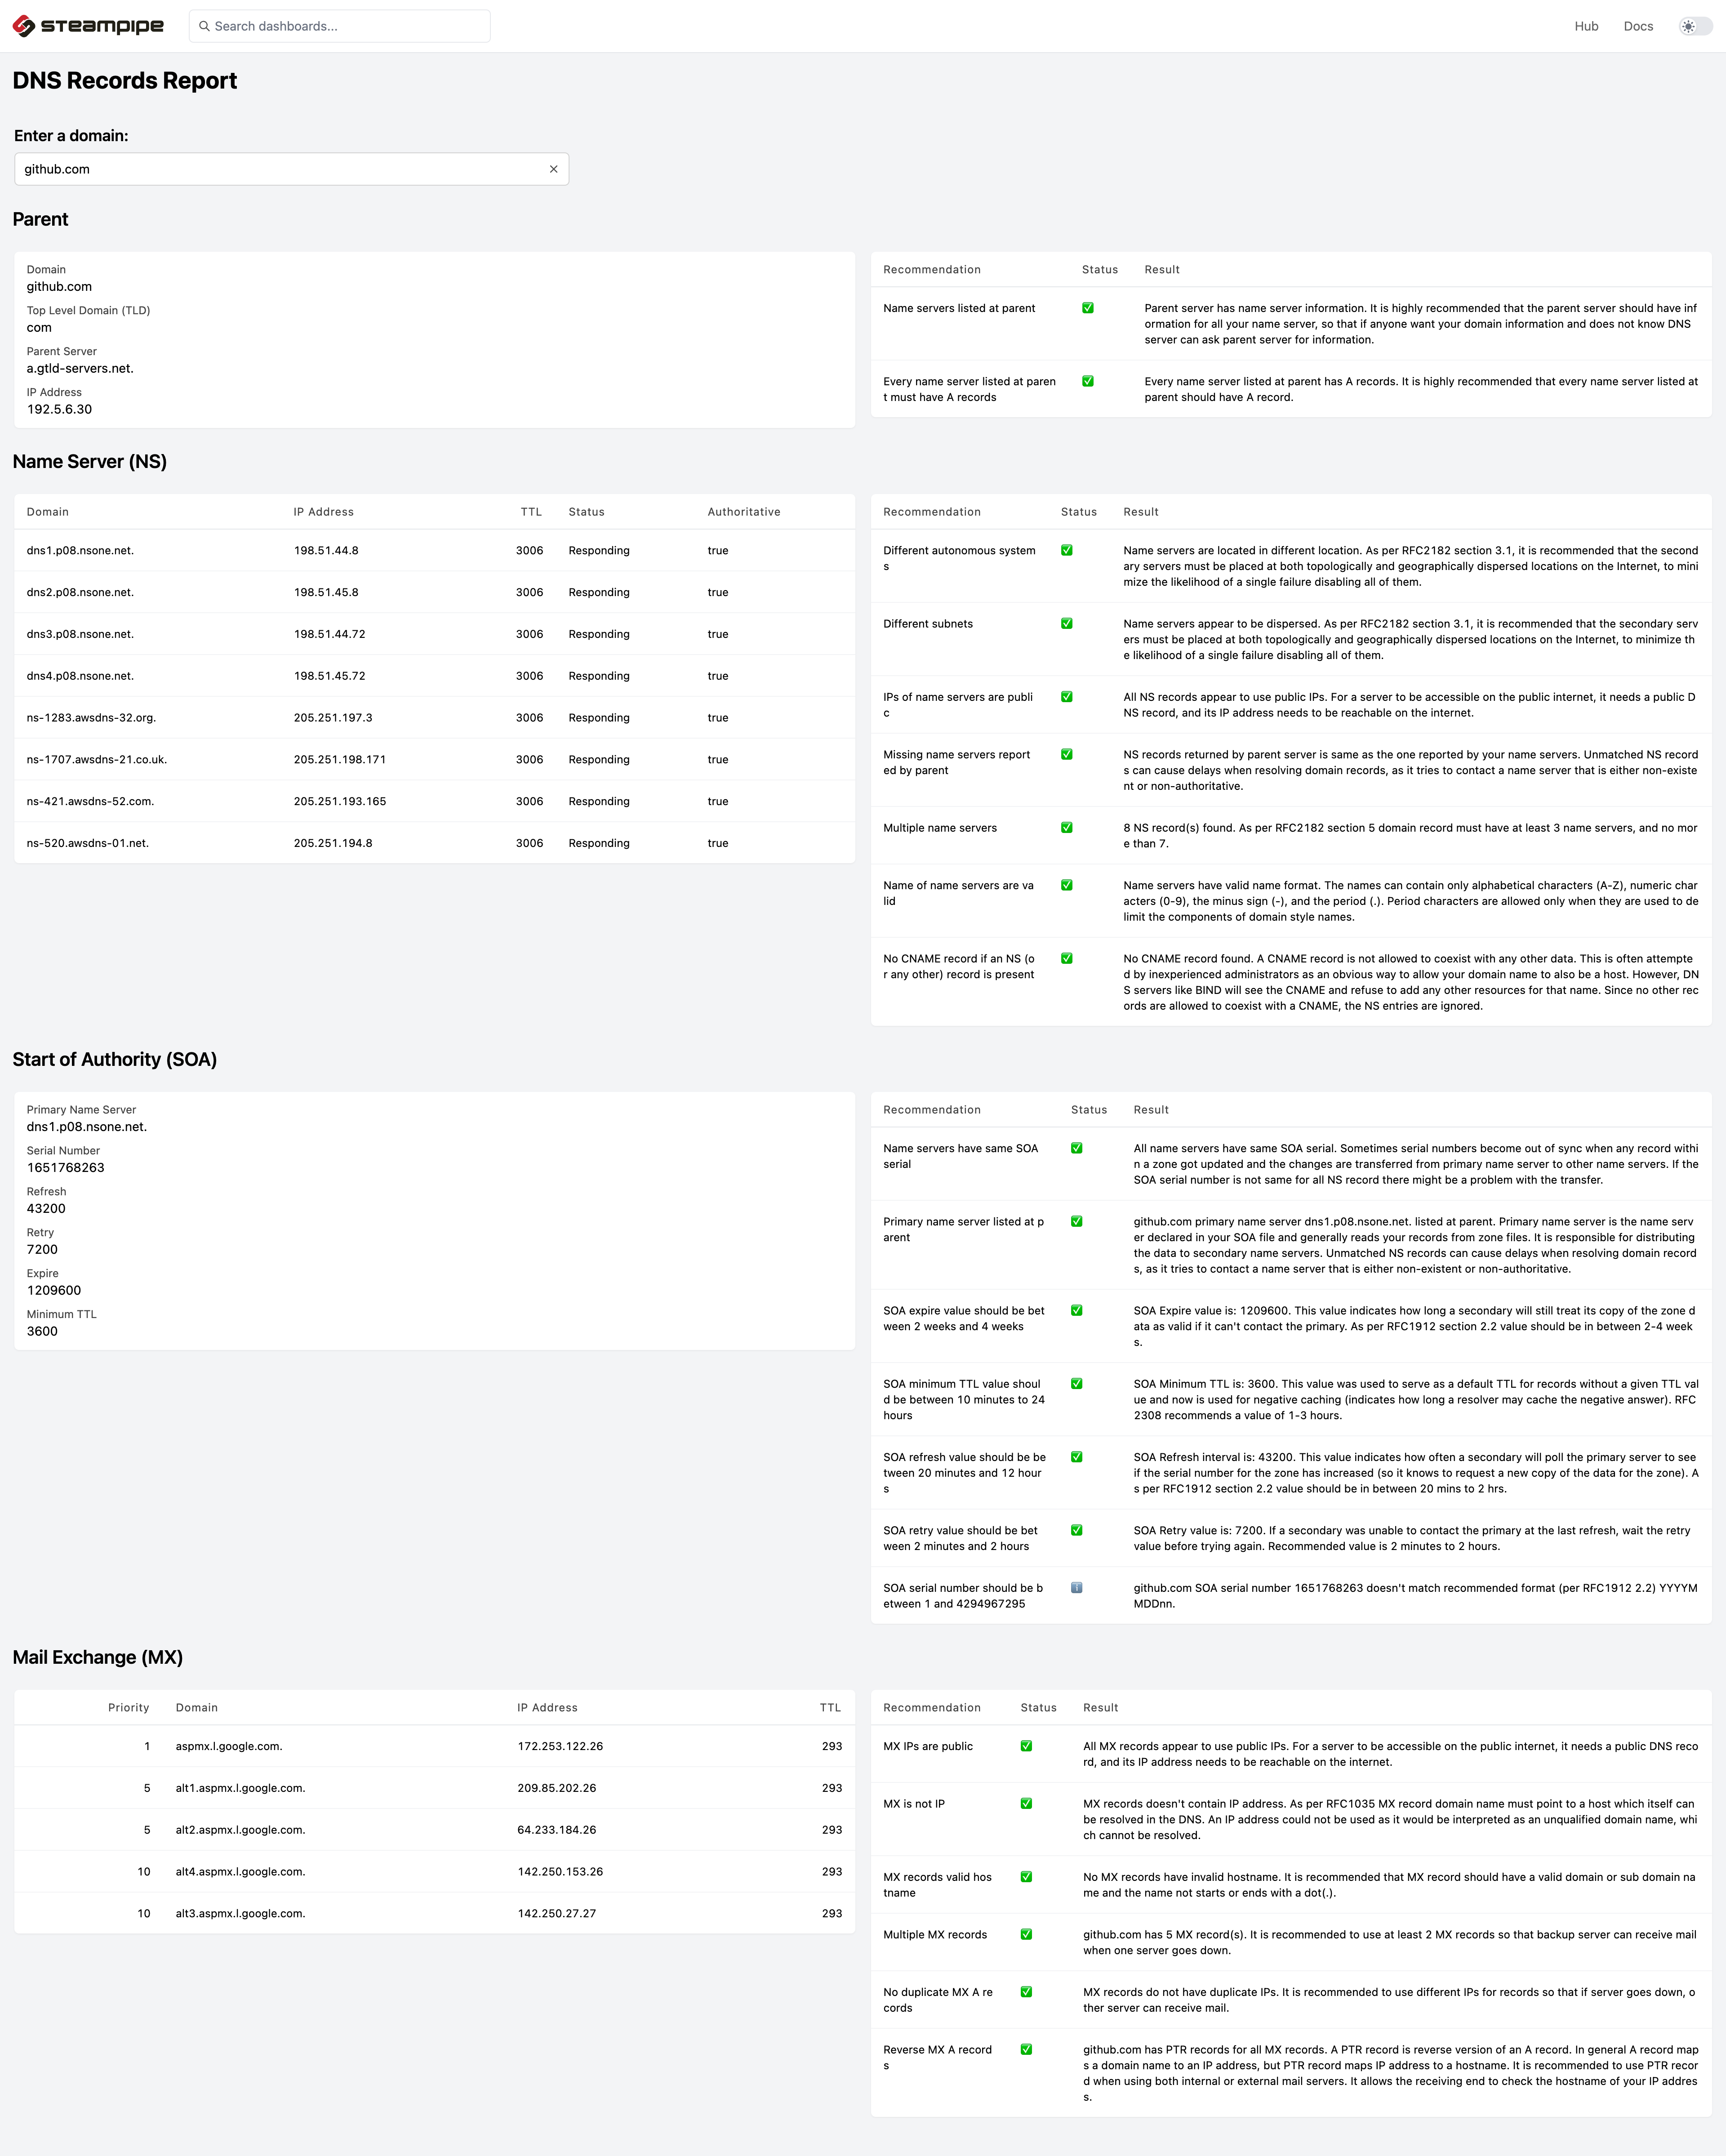 steampipe
Search dashboards...
Hub
Docs
DNS Records Report
Enter a domain:
github.com
Parent
Domain
github.com
Top Level Domain (TLD)
com
Parent Server
a.gtld-servers.net.
IP Address
192.5.6.30
Recommendation Status Result
Name servers listed at parent ✅ Parent server has name server information. It is highly recommended that the parent server should have inf
ormation for all your name server, so that if anyone want your domain information and does not know DNS
server can ask parent server for information.
Every name server listed at paren ✅ Every name server listed at parent has A records. It is highly recommended that every name server listed at
t must have A records parent should have A record.
Name Server (NS)
Domain IP Address TTL Status Authoritative
dns1.p08.nsone.net. 198.51.44.8 3006 Responding true
dns2.p08.nsone.net. 198.51.45.8 3006 Responding true
dns3.p08.nsone.net. 198.51.44.72 3006 Responding true
dns4.p08.nsone.net. 198.51.45.72 3006 Responding true
ns-1283.awsdns-32.org. 205.251.197.3 3006 Responding true
ns-1707.awsdns-21.co.uk. 205.251.198.171 3006 Responding true
ns-421.awsdns-52.com. 205.251.193.165 3006 Responding true
ns-520.awsdns-01.net. 205.251.194.8 3006 Responding true
Recommendation Status Result
Different autonomous system ✅ Name servers are located in different location. As per RFC2182 section 3.1, it is recommended that the second
s ary servers must be placed at both topologically and geographically dispersed locations on the Internet, to mini
mize the likelihood of a single failure disabling all of them.
Different subnets ✅ Name servers appear to be dispersed. As per RFC2182 section 3.1, it is recommended that the secondary serv
ers must be placed at both topologically and geographically dispersed locations on the Internet, to minimize th
e likelihood of a single failure disabling all of them.
IPs of name servers are publi ✅ All NS records appear to use public IPs. For a server to be accessible on the public internet, it needs a public D
c NS record, and its IP address needs to be reachable on the internet.
Missing name servers report ✅ NS records returned by parent server is same as the one reported by your name servers. Unmatched NS record
ed by parent s can cause delays when resolving domain records, as it tries to contact a name server that is either non-existe
nt or non-authoritative.
Multiple name servers ✅ 8 NS record(s) found. As per RFC2182 section 5 domain record must have at least 3 name servers, and no mor
e than 7.
Name of name servers are va ✅ Name servers have valid name format. The names can contain only alphabetical characters (A-Z), numeric char
lid acters (0-9), the minus sign (-), and the period (.). Period characters are allowed only when they are used to de
limit the components of domain style names.
No CNAME record if an NS (o ✅ No CNAME record found. A CNAME record is not allowed to coexist with any other data. This is often attempte
r any other) record is present d by inexperienced administrators as an obvious way to allow your domain name to also be a host. However, DN
S servers like BIND will see the CNAME and refuse to add any other resources for that name. Since no other rec
ords are allowed to coexist with a CNAME, the NS entries are ignored.
Start of Authority (SOA)
Primary Name Server
dns1.p08.nsone.net.
Serial Number
1651768263
Refresh
43200
Retry
7200
Expire
1209600
Minimum TTL
3600
Recommendation Status Result
Name servers have same SOA ✅ All name servers have same SOA serial. Sometimes serial numbers become out of sync when any record withi
serial n a zone got updated and the changes are transferred from primary name server to other name servers. If the
SOA serial number is not same for all NS record there might be a problem with the transfer.
Primary name server listed at p ✅ github.com primary name server dns1.p08.nsone.net. listed at parent. Primary name server is the name serv
arent er declared in your SOA file and generally reads your records from zone files. It is responsible for distributing
the data to secondary name servers. Unmatched NS records can cause delays when resolving domain record
s, as it tries to contact a name server that is either non-existent or non-authoritative.
SOA expire value should be bet ✅ SOA Expire value is: 1209600. This value indicates how long a secondary will still treat its copy of the zone d
ween 2 weeks and 4 weeks ata as valid if it can't contact the primary. As per RFC1912 section 2.2 value should be in between 2-4 week
s.
SOA minimum TTL value shoul ✅ SOA Minimum TTL is: 3600. This value was used to serve as a default TTL for records without a given TTL val
d be between 10 minutes to 24 ue and now is used for negative caching (indicates how long a resolver may cache the negative answer). RFC
hours 2308 recommends a value of 1-3 hours.
SOA refresh value should be be ✅ SOA Refresh interval is: 43200. This value indicates how often a secondary will poll the primary server to see
tween 20 minutes and 12 hour if the serial number for the zone has increased (so it knows to request a new copy of the data for the zone). A
s s per RFC1912 section 2.2 value should be in between 20 mins to 2 hrs.
SOA retry value should be bet ✅ SOA Retry value is: 7200. If a secondary was unable to contact the primary at the last refresh, wait the retry
ween 2 minutes and 2 hours value before trying again. Recommended value is 2 minutes to 2 hours.
SOA serial number should be b ℹ️ github.com SOA serial number 1651768263 doesn't match recommended format (per RFC1912 2.2) YYYYM
etween 1 and 4294967295 MDDnn.
Mail Exchange (MX)
Priority Domain IP Address TTL
1 aspmx.l.google.com. 172.253.122.26 293
5 alt1.aspmx.l.google.com. 209.85.202.26 293
5 alt2.aspmx.l.google.com. 64.233.184.26 293
10 alt4.aspmx.l.google.com. 142.250.153.26 293
10 alt3.aspmx.l.google.com. 142.250.27.27 293
Recommendation Status Result
MX IPs are public ✅ All MX records appear to use public IPs. For a server to be accessible on the public internet, it needs a public DNS reco
rd, and its IP address needs to be reachable on the internet.
MX is not IP ✅ MX records doesn't contain IP address. As per RFC1035 MX record domain name must point to a host which itself can
be resolved in the DNS. An IP address could not be used as it would be interpreted as an unqualified domain name, whi
ch cannot be resolved.
MX records valid hos ✅ No MX records have invalid hostname. It is recommended that MX record should have a valid domain or sub domain na
tname me and the name not starts or ends with a dot(.).
Multiple MX records ✅ github.com has 5 MX record(s). It is recommended to use at least 2 MX records so that backup server can receive mail
when one server goes down.
No duplicate MX A re ✅ MX records do not have duplicate IPs. It is recommended to use different IPs for records so that if server goes down, o
cords ther server can receive mail.
Reverse MX A record ✅ github.com has PTR records for all MX records. A PTR record is reverse version of an A record. In general A record map
s s a domain name to an IP address, but PTR record maps IP address to a hostname. It is recommended to use PTR recor
d when using both internal or external mail servers. It allows the receiving end to check the hostname of your IP addres
s.